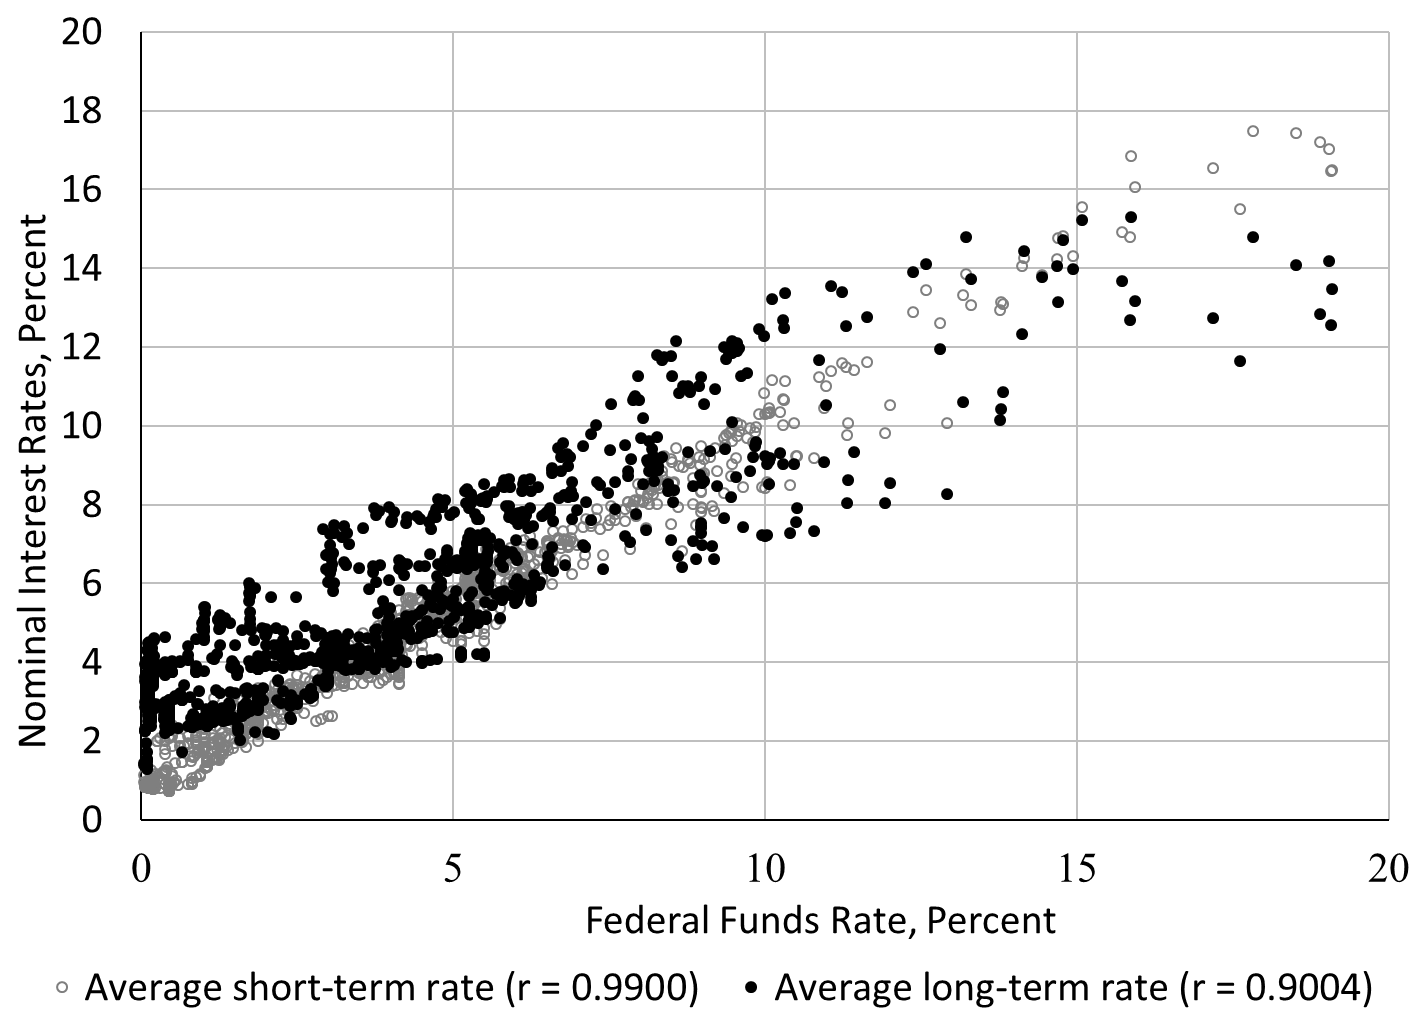 20
18
16
14
12
10
8
6
4
2
0
Nominal Interest Rates, Percent
0 5 10 15 20
Federal Funds Rate, Percent
Average short-term rate (r = 0.9900) Average long-term rate (r = 0.9004)